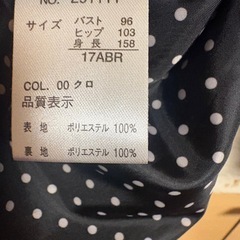 サイズ バスト 96
ヒップ 103
身長 158
17ABR
COL. 00 クロ
品質表示
表地 ポリエステル 100%
裏地 ポリエステル 100%